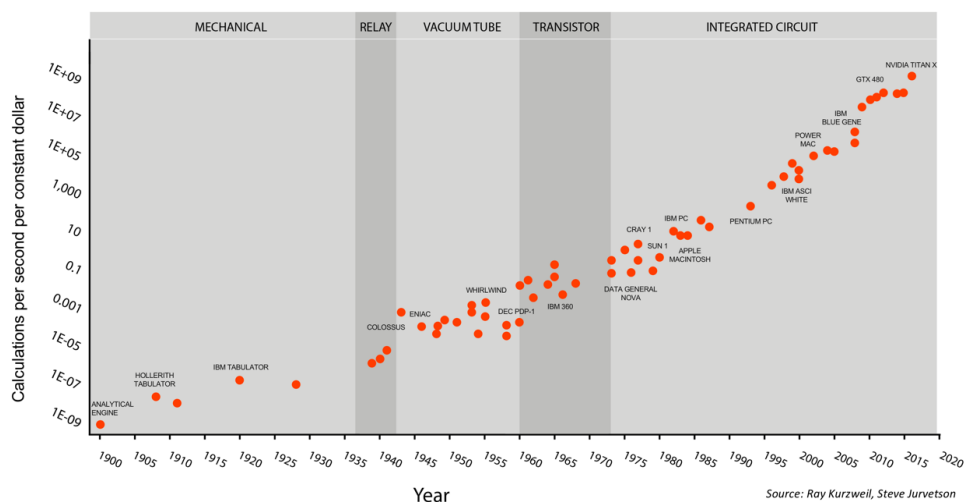 MECHANICAL
RELAY
VACUUM TUBE
TRANSISTOR
INTEGRATED CIRCUIT
Calculations per second per constant dollar
1E+09
1E+07
1E+05
1,000
10
0.1
0.001
1E-05
1E-07
1E-09
ANALYTICAL
ENGINE
HOLLERITH
TABULATOR
IBM TABULATOR
COLOSSUS
ENIAC
WHIRLWIND
DEC PDP-1
IBM 360
DATA GENERAL
NOVA
CRAY 1
SUN 1
IBM PC
APPLE
MACINTOSH
PENTIUM PC
IBM ASCI
WHITE
POWER
MAC
IBM
BLUE GENE
GTX 480
NVIDIA TITAN X
1900 1905 1910 1915 1920 1925 1930 1935 1940 1945 1950 1955 1960 1965 1970 1975 1980 1985 1990 1995 2000 2005 2010 2015 2020
Year
Source: Ray Kurzweil, Steve Jurvetson